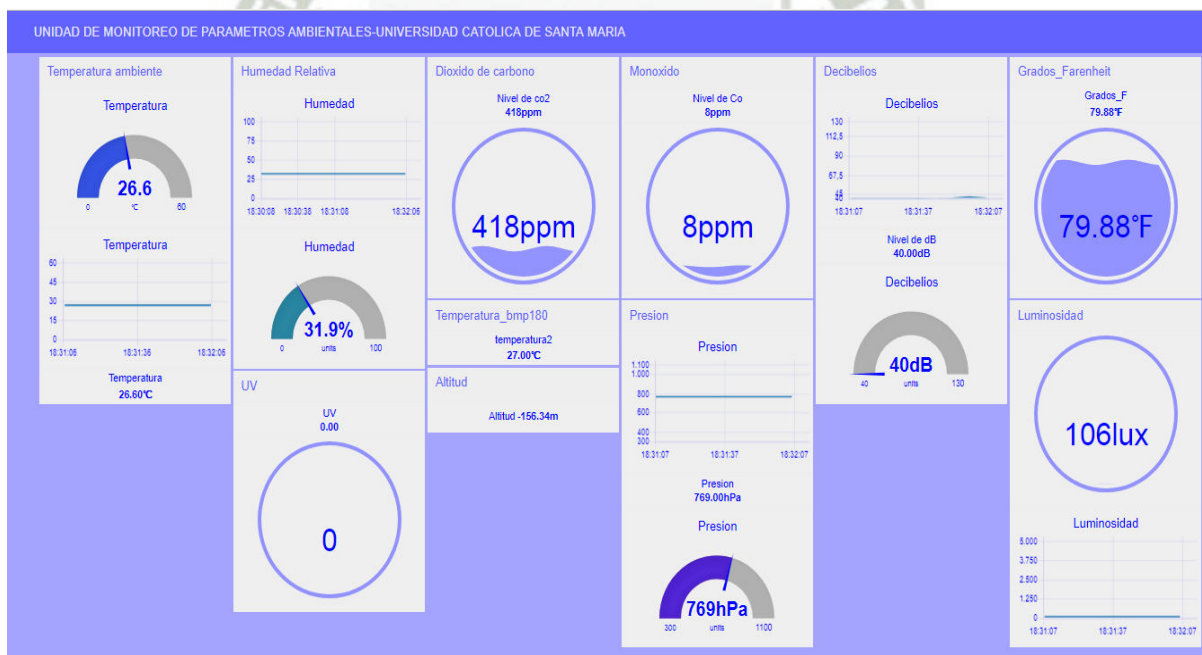 UNIDAD DE MONITOREO DE PARAMETROS AMBIENTALES-UNIVERSIDAD CATOLICA DE SANTA MARIA
Temperatura ambiente
Temperatura
26.6
0
℃
60
Temperatura
60
45
30
15
0
18:31:06
18:31:36
18:32:06
Temperatura
26.60℃
Humedad Relativa
Humedad
100
75
50
25
0
18:30:08
18:30:38
18:31:08
18:32:06
Humedad
31.9%
0
units
100
UV
UV
0.00
0
Dioxido de carbono
Nivel de co2
418ppm
418ppm
Temperatura_bmp180
temperatura2
27.00℃
Altitud
Altitud -156.34m
Monoxido
Nivel de Co
8ppm
8ppm
Presion
Presion
1.100
1.000
800
600
400
300
18:31:07
18:31:37
18:32:07
Presion
769.00hPa
Presion
769hPa
300
units
1100
Decibelios
Decibelios
130
112,5
90
67,5
40
18:31:07
18:31:37
18:32:07
Nivel de dB
40.00dB
Decibelios
40dB
40
units
130
Grados_Farenheit
Grados_F
79.88°F
79.88°F
Luminosidad
106lux
Luminosidad
5.000
3.750
2.500
1.250
0
18:31:07
18:31:37
18:32:07